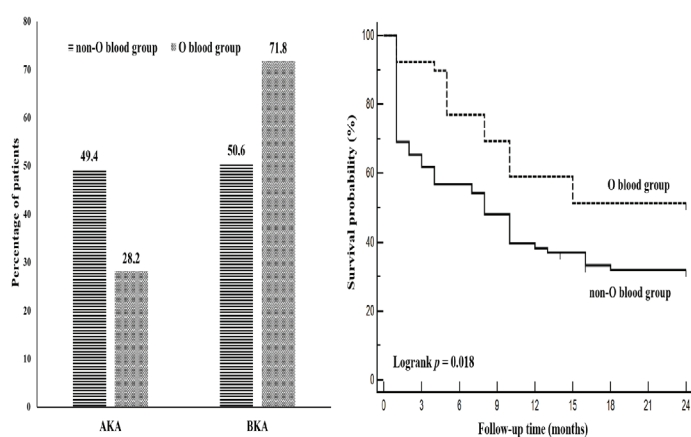 80
70
60
50
40
30
20
10
0
Percentage of patients
non-O blood group
O blood group
49.4
28.2
50.6
71.8
AKA
BKA
100
80
60
40
20
0
Survival probability (%)
O blood group
non-O blood group
Logrank p = 0.018
0 3 6 9 12 15 18 21 24
Follow-up time (months)